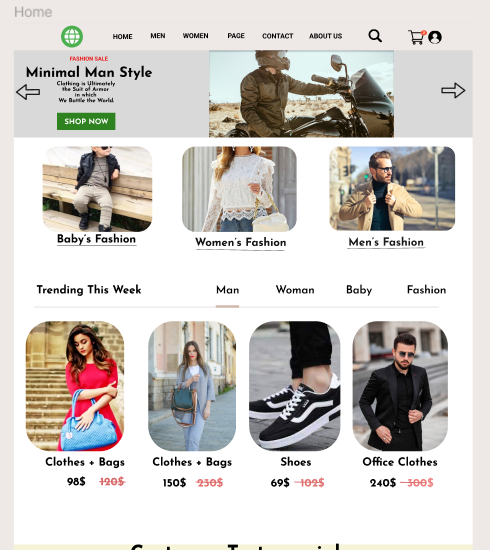 Home
HOME MEN WOMEN PAGE CONTACT ABOUT US
FASHION SALE
Minimal Man Style
Clothing is Ultimately
the Suit of Armor
in which
We Battle the World.
SHOP NOW
Baby's Fashion
Women's Fashion
Men's Fashion
Trending This Week
Man Woman Baby Fashion
Clothes + Bags
98$ 120$
Clothes + Bags
150$ 230$
Shoes
69$ 102$
Office Clothes
240$ 300$